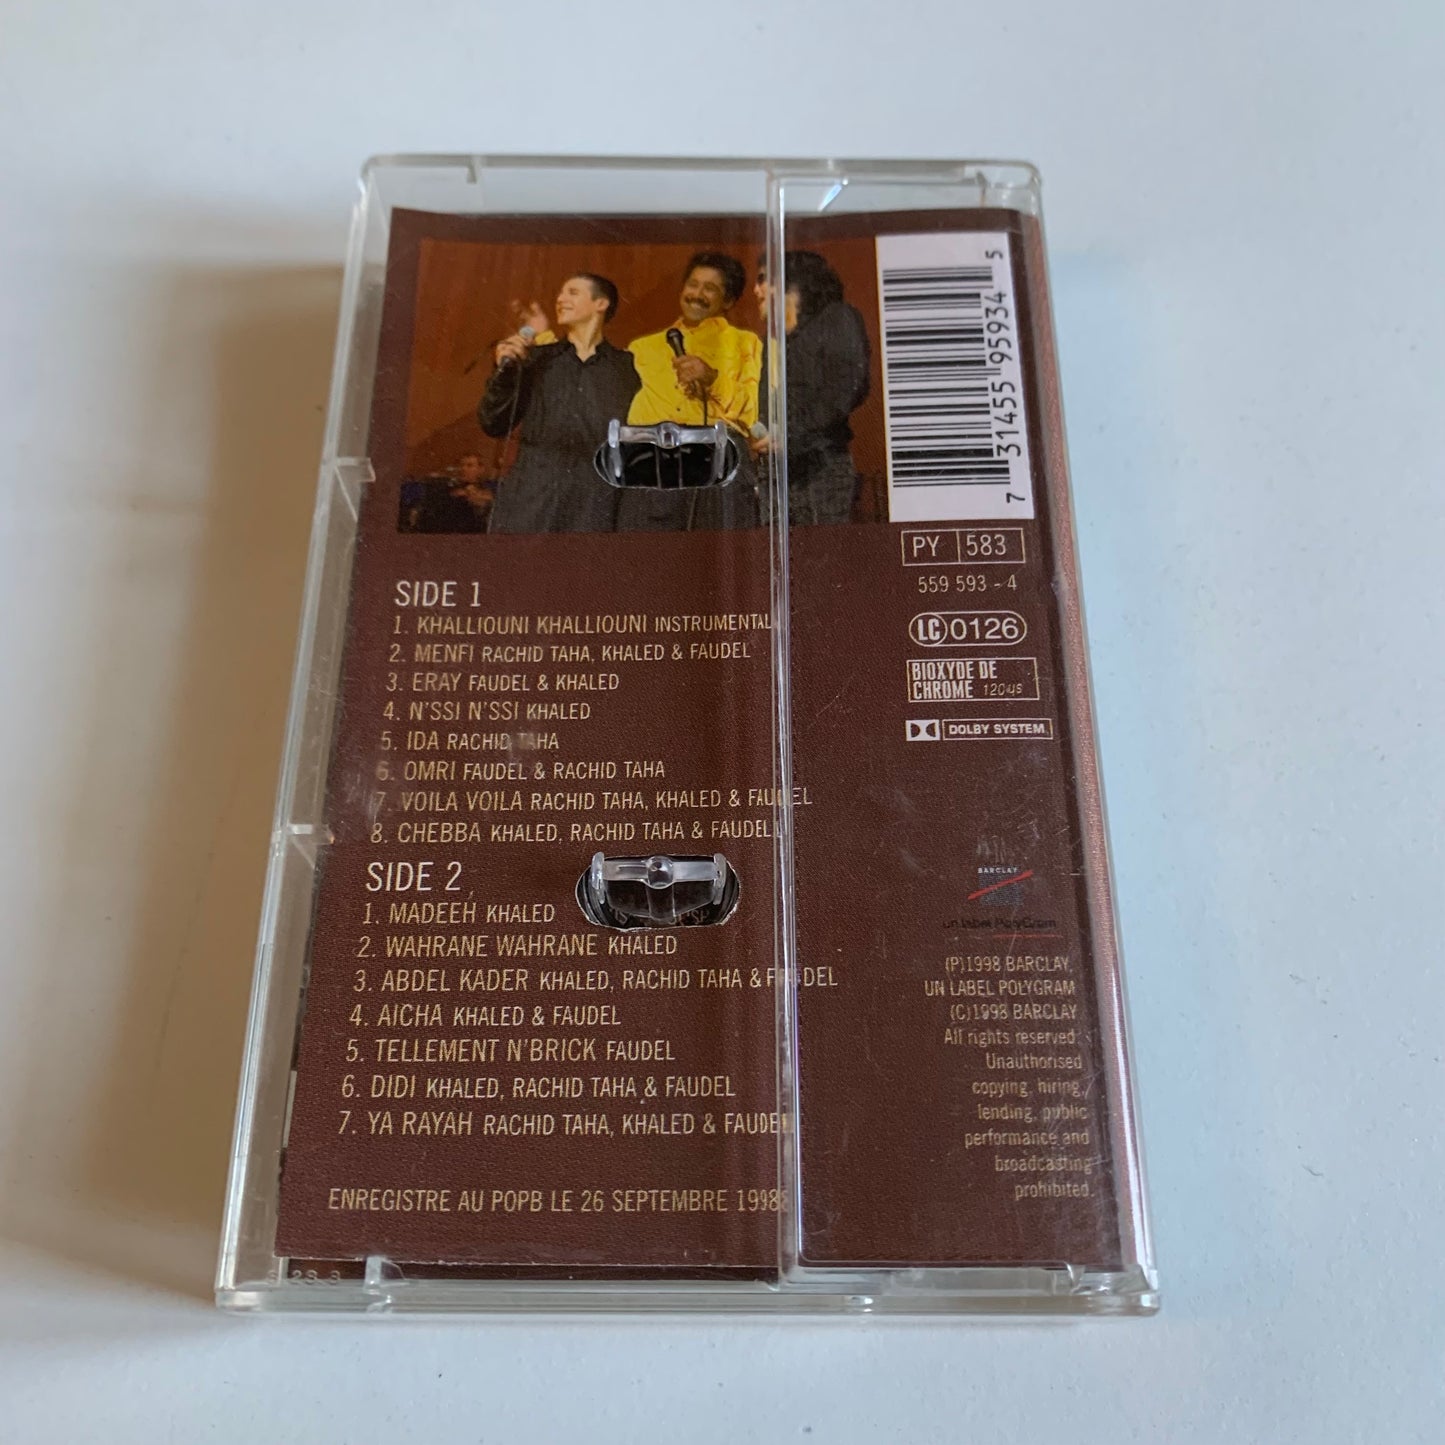 7 31455 95934 5
PY 583
559 593 - 4
LC 0126
BIOXYDE DE
CHROME 120µs
DOLBY SYSTEM
SIDE 1
1. KHALLIOUNI KHALLIOUNI INSTRUMENTAL
2. MENFI RACHID TAHA, KHALED & FAUDEL
3. ERAY FAUDEL & KHALED
4. N'SSI N'SSI KHALED
5. IDA RACHID TAHA
6. OMRI FAUDEL & RACHID TAHA
7. VOILA VOILA RACHID TAHA, KHALED & FAUDEL
8. CHEBBA KHALED, RACHID TAHA & FAUDEL
SIDE 2
1. MADEEH KHALED
2. WAHRANE WAHRANE KHALED
3. ABDEL KADER KHALED, RACHID TAHA & FAUDEL
4. AICHA KHALED & FAUDEL
5. TELLEMENT N'BRICK FAUDEL
6. DIDI KHALED, RACHID TAHA & FAUDEL
7. YA RAYAH RACHID TAHA, KHALED & FAUDEL
ENREGISTRE AU POPB LE 26 SEPTEMBRE 1998
BARCLAY
un label PolyGram
(P)1998 BARCLAY,
UN LABEL POLYGRAM
(C)1998 BARCLAY
All rights reserved
Unauthorised
copying, hiring,
lending, public
performance and
broadcasting
prohibited.